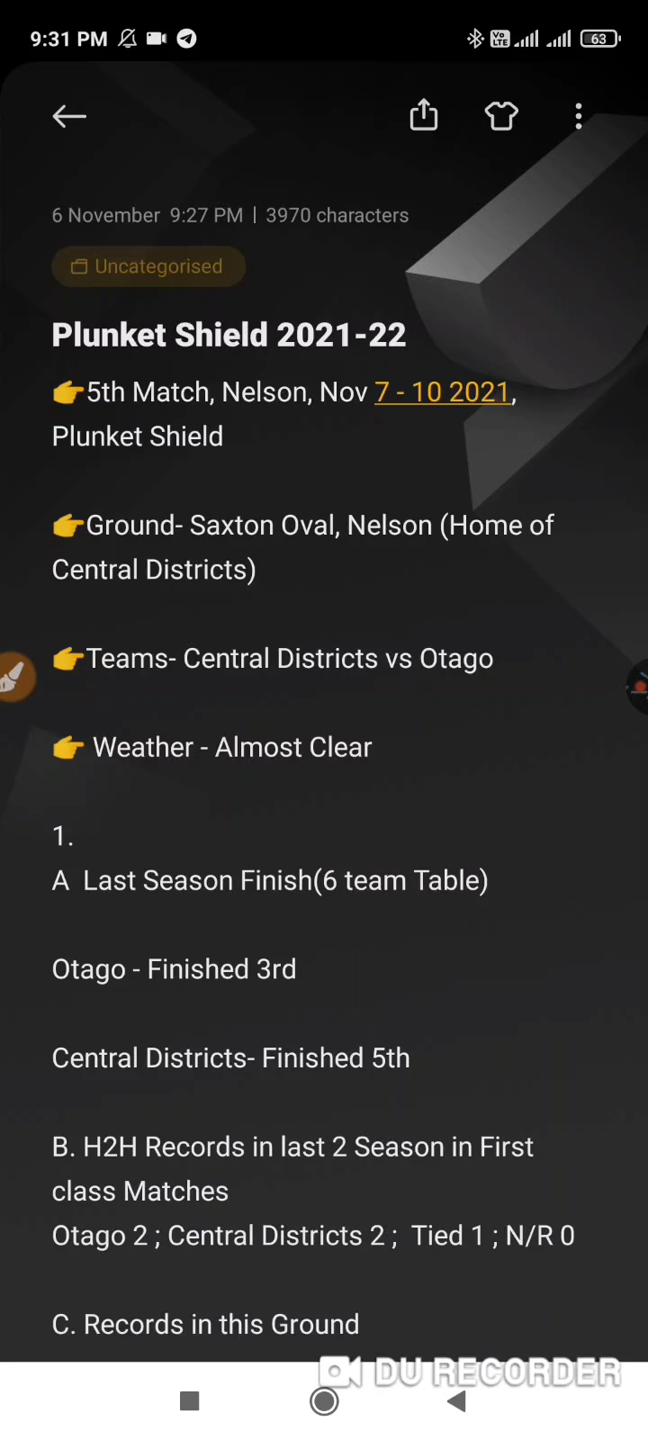 9:31 PM
Vo LTE
63
6 November 9:27 PM | 3970 characters
Uncategorised
Plunket Shield 2021-22
👉5th Match, Nelson, Nov 7 - 10 2021,
Plunket Shield
👉Ground- Saxton Oval, Nelson (Home of
Central Districts)
👉Teams- Central Districts vs Otago
👉 Weather - Almost Clear
1.
A Last Season Finish(6 team Table)
Otago - Finished 3rd
Central Districts- Finished 5th
B. H2H Records in last 2 Season in First
class Matches
Otago 2 ; Central Districts 2 ; Tied 1 ; N/R 0
C. Records in this Ground
DU RECORDER